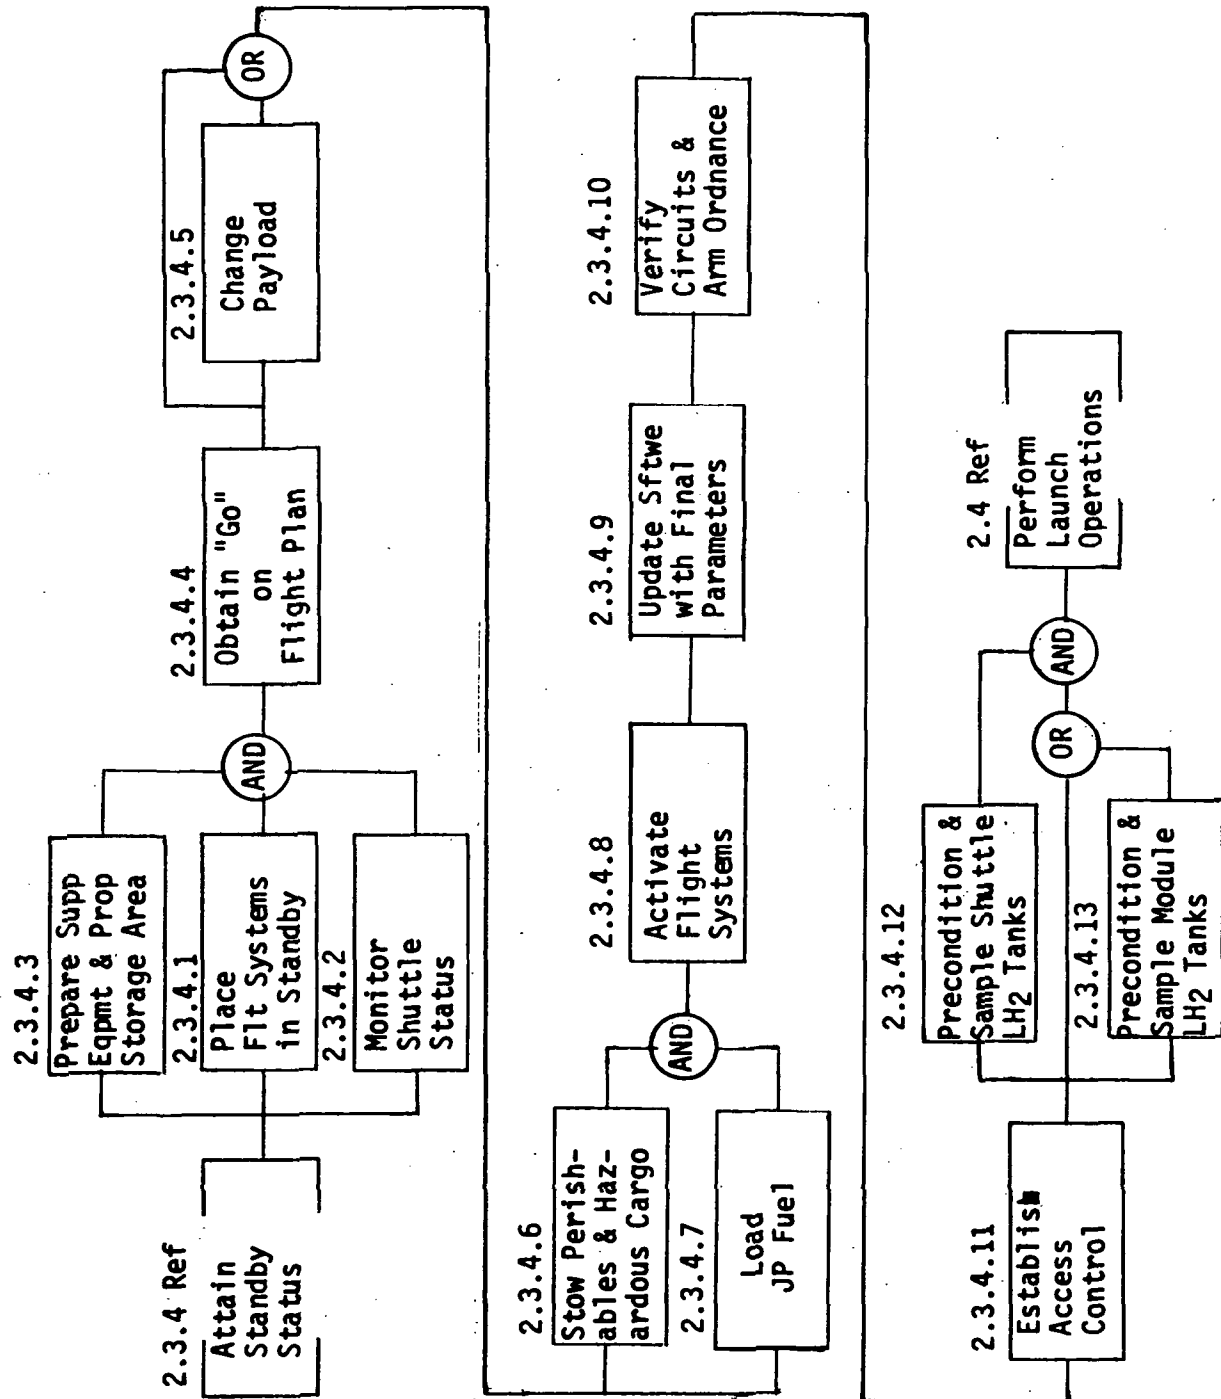 2.3.4 Ref
Attain
Standby
Status
2.3.4.3
Prepare Supp
Eqpmt & Prop
Storage Area
2.3.4.1
Place
Flt Systems
in Standby
2.3.4.2
Monitor
Shuttle
Status
AND
2.3.4.4
Obtain "Go"
on
Flight Plan
2.3.4.5
Change
Payload
OR
2.3.4.6
Stow Perish-
ables & Haz-
ardous Cargo
2.3.4.7
Load
JP Fuel
AND
2.3.4.8
Activate
Flight
Systems
2.3.4.9
Update Sftwe
with Final
Parameters
2.3.4.10
Verify
Circuits &
Arm Ordnance
2.3.4.11
Establish
Access
Control
2.3.4.12
Precondition &
Sample Shuttle
LH2 Tanks
2.3.4.13
Precondition &
Sample Module
LH2 Tanks
OR
AND
2.4 Ref
Perform
Launch
Operations